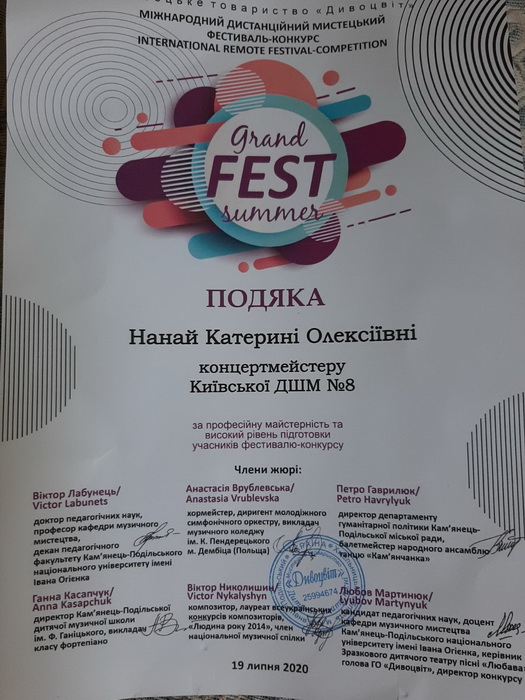 товариство «Дивоцвіт»
МІЖНАРОДНИЙ ДИСТАНЦІЙНИЙ МИСТЕЦЬКИЙ
ФЕСТИВАЛЬ-КОНКУРС
INTERNATIONAL REMOTE FESTIVAL-COMPETITION
Grand
FEST
summer
ПОДЯКА
Нанай Катерині Олексіївні
концертмейстеру
Київської ДШМ №8
за професійну майстерність та
високий рівень підготовки
учасників фестивалю-конкурсу
Члени журі:
Віктор Лабунець/
Victor Labunets
доктор педагогічних наук,
професор кафедри музичного
мистецтва,
декан педагогічного
факультету Кам'янець-Подільського
національного університету імені
Івана Огієнка
Анастасія Врублевська/
Anastasia Vrublevska
хормейстер, диригент молодіжного
симфонічного оркестру, викладач
музичного коледжу
ім. К. Пендерецького
м. Дембіца (Польща)
Петро Гаврилюк/
Petro Havrylyuk
директор департаменту
гуманітарної політики Кам'янець-
Подільської міської ради,
балетмейстер народного ансамблю
танцю «Кам'янчанка»
Ганна Касапчук/
Anna Kasarchuk
директор Кам'янець-Подільської
дитячої музичної школи
ім. Ф. Ганіцького, викладач
класу фортепіано
Віктор Николишин/
Victor Nykalyshyn
композитор, лауреат всеукраїнських
конкурсів композиторів,
«Людина року 2014», член
національної музичної спілки
Любов Мартинюк/
Lyubov Martynyuk
кандидат педагогічних наук, доцент
кафедри музичного мистецтва
Кам'янець-Подільського національного
університету імені Івана Огієнка, керівник
Зразкового дитячого театру пісні «Любава»
голова ГО «Дивоцвіт», директор конкурсу
УКРАЇНА
Дивоцвіт
25994574
19 липня 2020